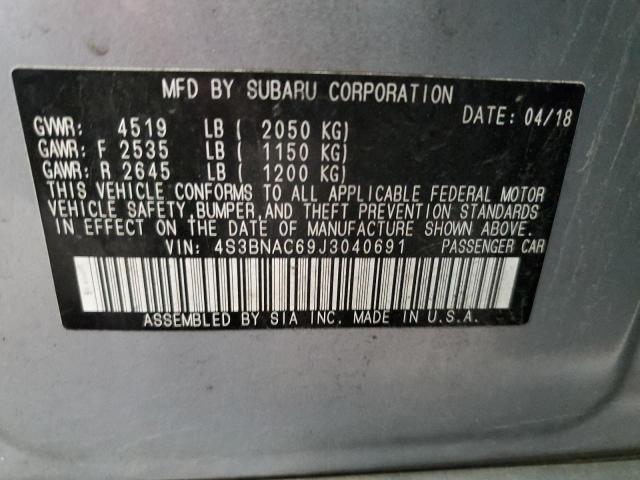 MFD BY SUBARU CORPORATION
DATE: 04/18
GVWR: 4519 LB ( 2050 KG)
GAWR: F 2535 LB ( 1150 KG)
GAWR: R 2645 LB ( 1200 KG)
THIS VEHICLE CONFORMS TO ALL APPLICABLE FEDERAL MOTOR
VEHICLE SAFETY, BUMPER, AND THEFT PREVENTION STANDARDS
IN EFFECT ON THE DATE OF MANUFACTURE SHOWN ABOVE.
VIN: 4S3BNAC69J3040691 PASSENGER CAR
ASSEMBLED BY SIA INC. MADE IN U.S.A.